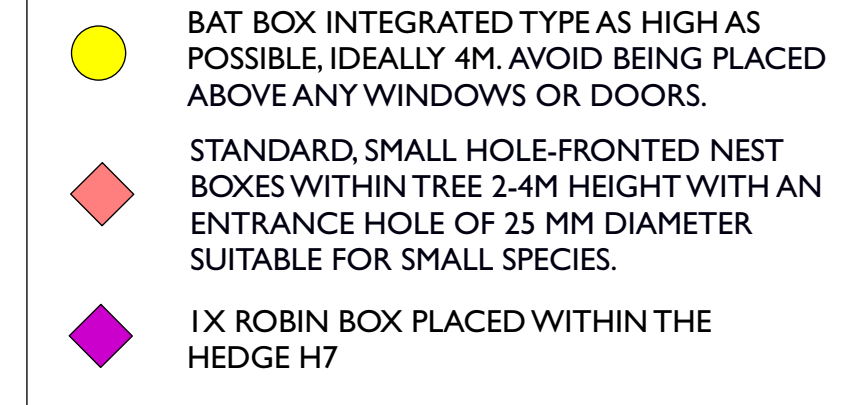 BAT BOX INTEGRATED TYPE AS HIGH AS
POSSIBLE, IDEALLY 4M. AVOID BEING PLACED
ABOVE ANY WINDOWS OR DOORS.
STANDARD, SMALL HOLE-FRONTED NEST
BOXES WITHIN TREE 2-4M HEIGHT WITH AN
ENTRANCE HOLE OF 25 MM DIAMETER
SUITABLE FOR SMALL SPECIES.
1X ROBIN BOX PLACED WITHIN THE
HEDGE H7